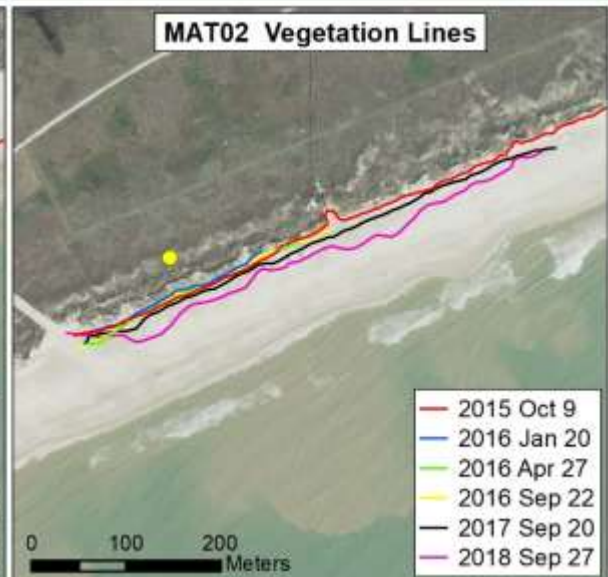 MAT02 Vegetation Lines
2015 Oct 9
2016 Jan 20
2016 Apr 27
2016 Sep 22
2017 Sep 20
2018 Sep 27
0 100 200
Meters